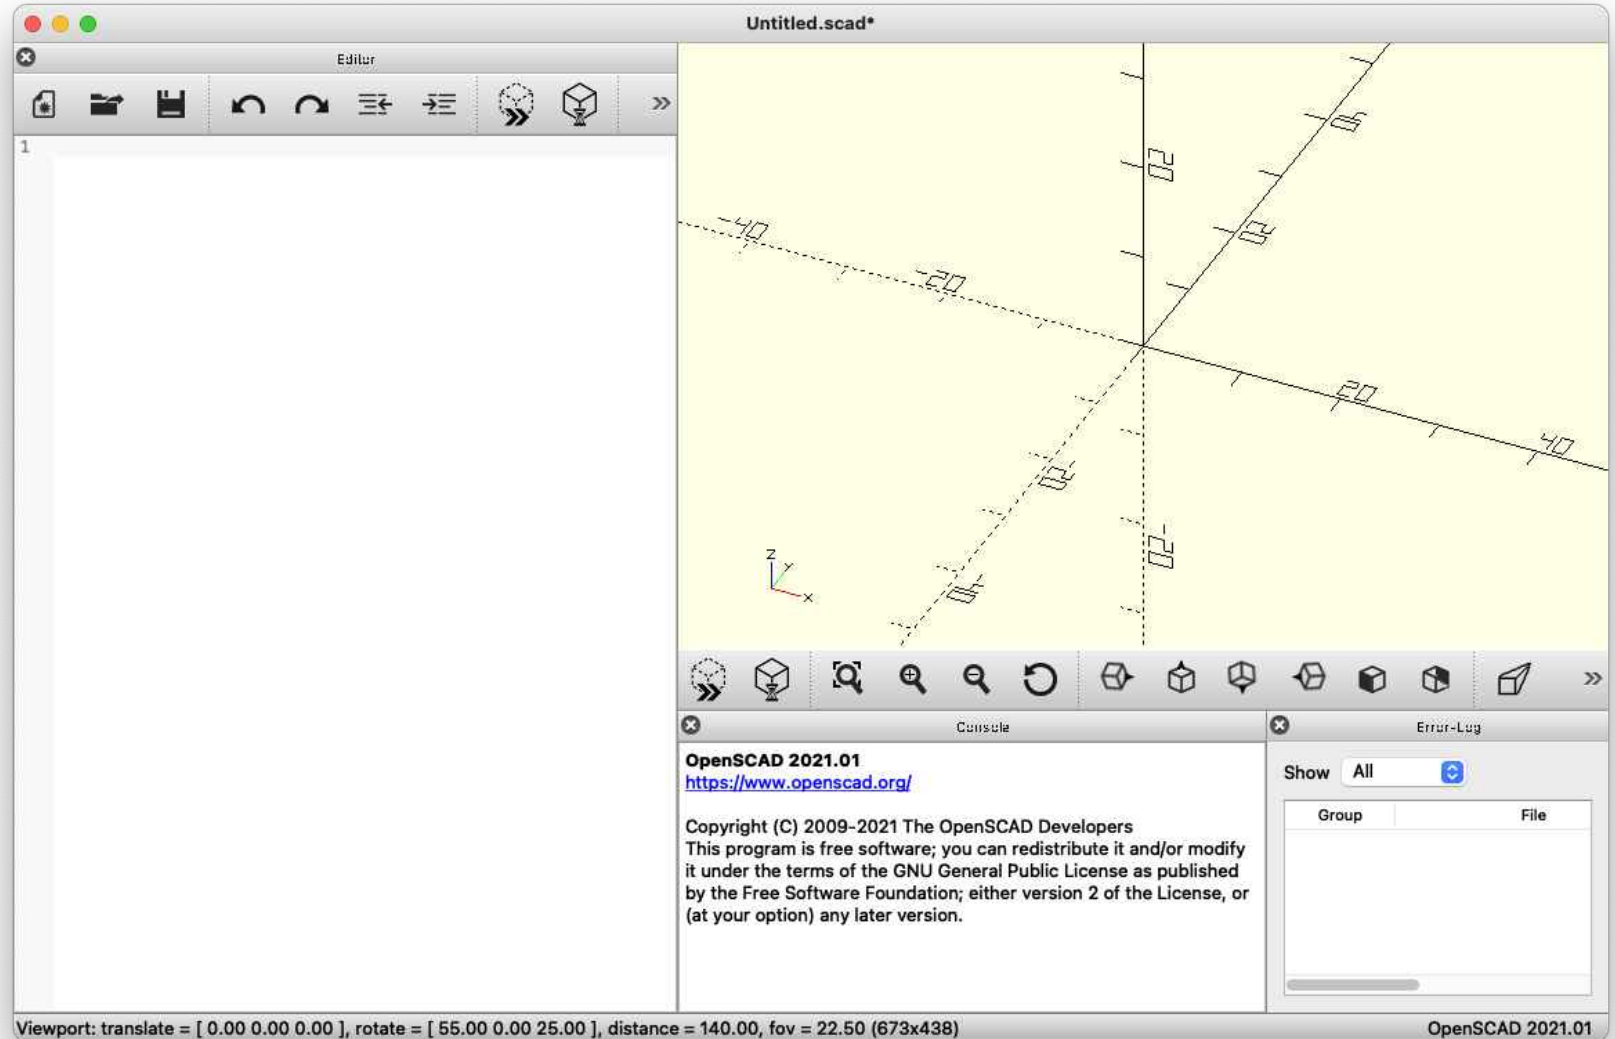 Untitled.scad*
Editor
1
20
40
20
-40
-20
20
40
-20
-40
-20
Z
Y
X
Console
Error-Log
OpenSCAD 2021.01
https://www.openscad.org/
Copyright (C) 2009-2021 The OpenSCAD Developers
This program is free software; you can redistribute it and/or modify
it under the terms of the GNU General Public License as published
by the Free Software Foundation; either version 2 of the License, or
(at your option) any later version.
Show All
Group File
Viewport: translate = [ 0.00 0.00 0.00 ], rotate = [ 55.00 0.00 25.00 ], distance = 140.00, fov = 22.50 (673x438)
OpenSCAD 2021.01